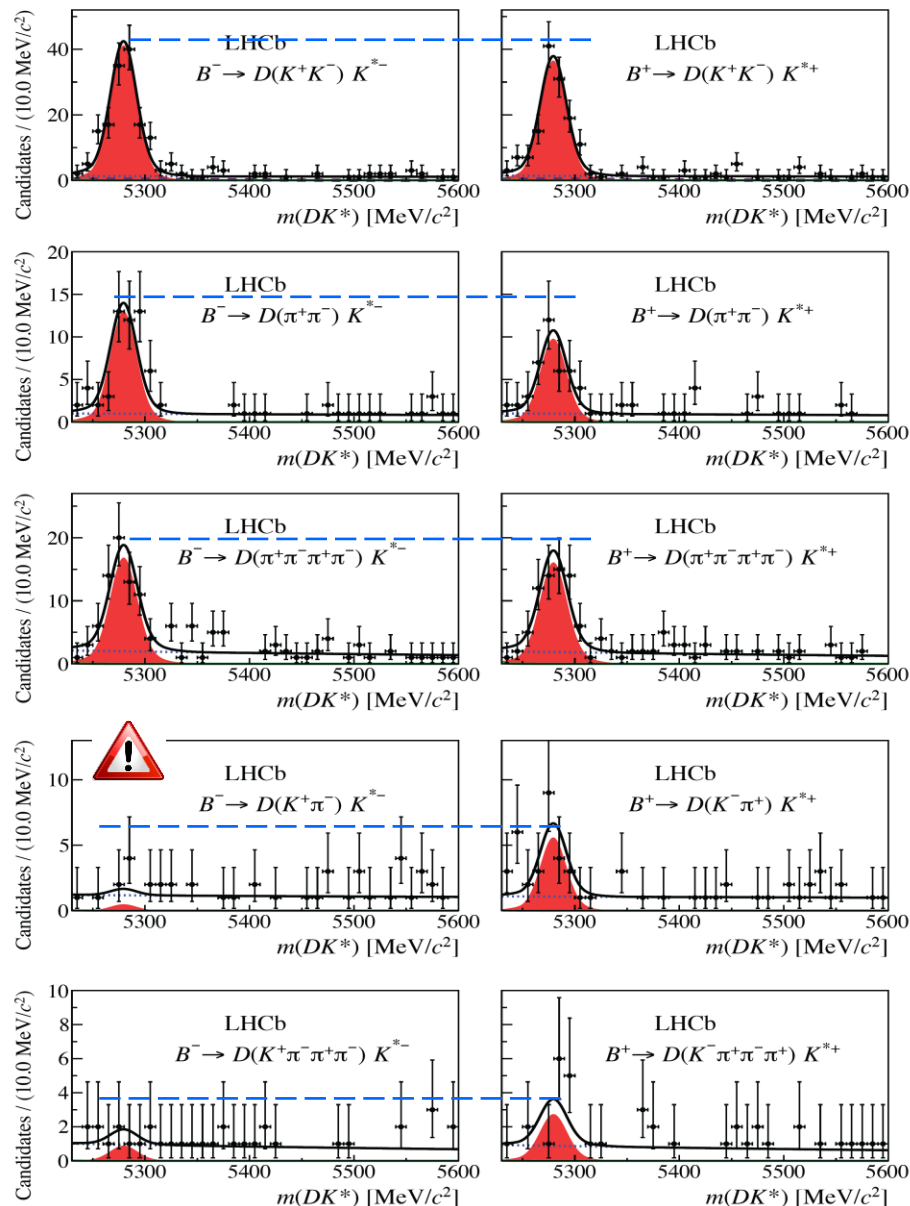 Candidates / (10.0 MeV/c²)
40
20
0
LHCb
B⁻ → D(K⁺K⁻) K*⁻
5300 5400 5500 5600
m(DK*) [MeV/c²]
LHCb
B⁺ → D(K⁺K⁻) K*⁺
5300 5400 5500 5600
m(DK*) [MeV/c²]
Candidates / (10.0 MeV/c²)
20
15
10
5
0
LHCb
B⁻ → D(π⁺π⁻) K*⁻
5300 5400 5500 5600
m(DK*) [MeV/c²]
LHCb
B⁺ → D(π⁺π⁻) K*⁺
5300 5400 5500 5600
m(DK*) [MeV/c²]
Candidates / (10.0 MeV/c²)
20
10
0
LHCb
B⁻ → D(π⁺π⁻π⁺π⁻) K*⁻
5300 5400 5500 5600
m(DK*) [MeV/c²]
LHCb
B⁺ → D(π⁺π⁻π⁺π⁻) K*⁺
5300 5400 5500 5600
m(DK*) [MeV/c²]
!
Candidates / (10.0 MeV/c²)
10
5
0
LHCb
B⁻ → D(K⁺π⁻) K*⁻
5300 5400 5500 5600
m(DK*) [MeV/c²]
LHCb
B⁺ → D(K⁻π⁺) K*⁺
5300 5400 5500 5600
m(DK*) [MeV/c²]
Candidates / (10.0 MeV/c²)
10
8
6
4
2
0
LHCb
B⁻ → D(K⁺π⁻π⁺π⁻) K*⁻
5300 5400 5500 5600
m(DK*) [MeV/c²]
LHCb
B⁺ → D(K⁻π⁺π⁻π⁺) K*⁺
5300 5400 5500 5600
m(DK*) [MeV/c²]